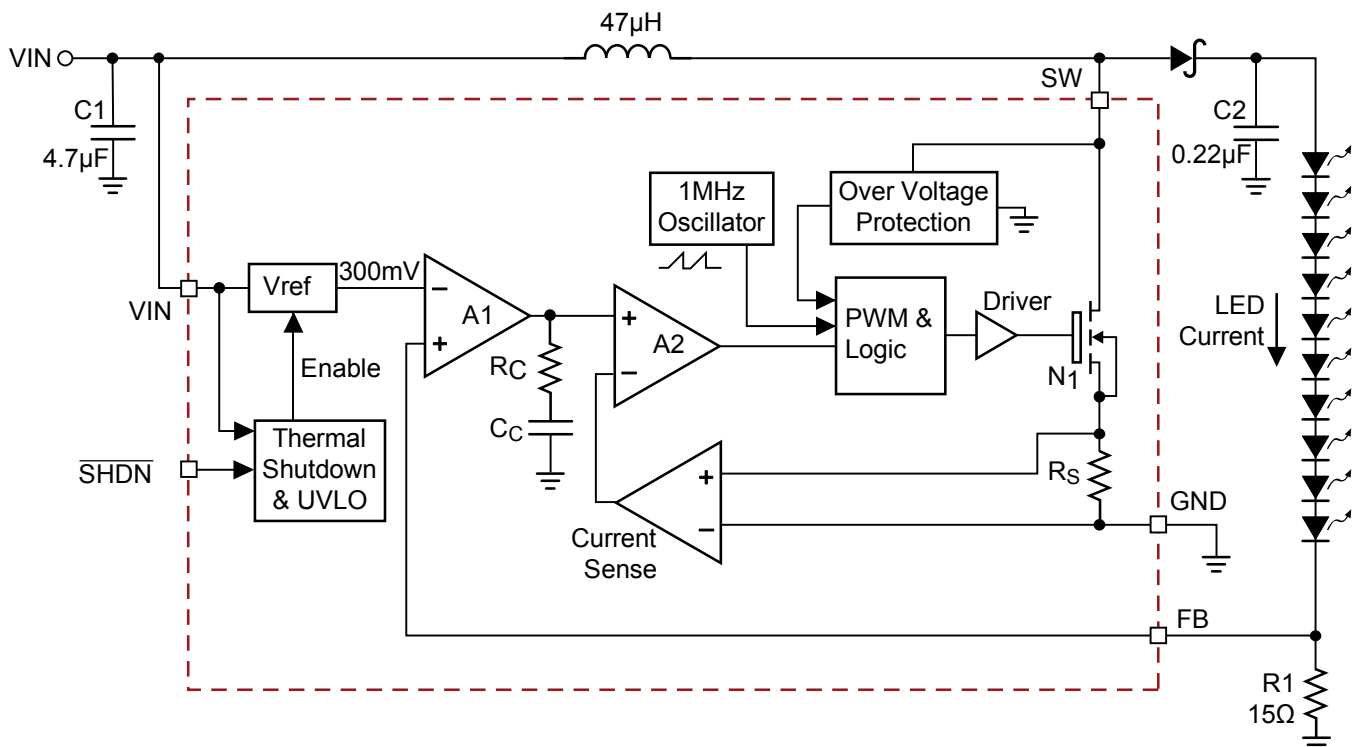 47µH
VIN
SW
C1
4.7µF
C2
0.22µF
1MHz
Oscillator
Over Voltage
Protection
VIN
Vref
300mV
−
+
A1
Enable
RC
CC
+
−
A2
PWM &
Logic
Driver
N1
LED
Current
Thermal
Shutdown
& UVLO
SHDN
+
−
Current
Sense
RS
GND
FB
R1
15Ω